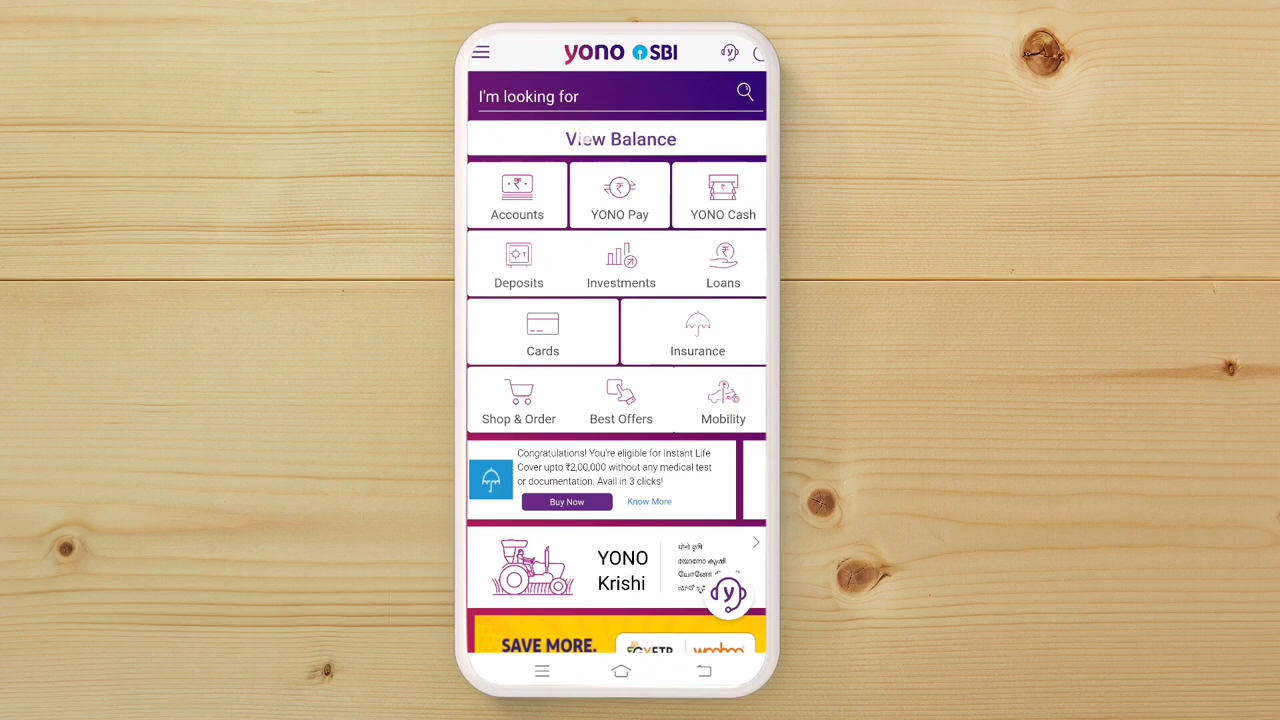 yono SBI
I'm looking for
View Balance
Accounts
YONO Pay
YONO Cash
Deposits
Investments
Loans
Cards
Insurance
Shop & Order
Best Offers
Mobility
Congratulations! You're eligible for Instant Life
Cover upto ₹2,00,000 without any medical test
or documentation. Avail in 3 clicks!
Buy Now
Know More
YONO
Krishi
योनो कृषि
യോനോ കൃഷി
SAVE MORE.